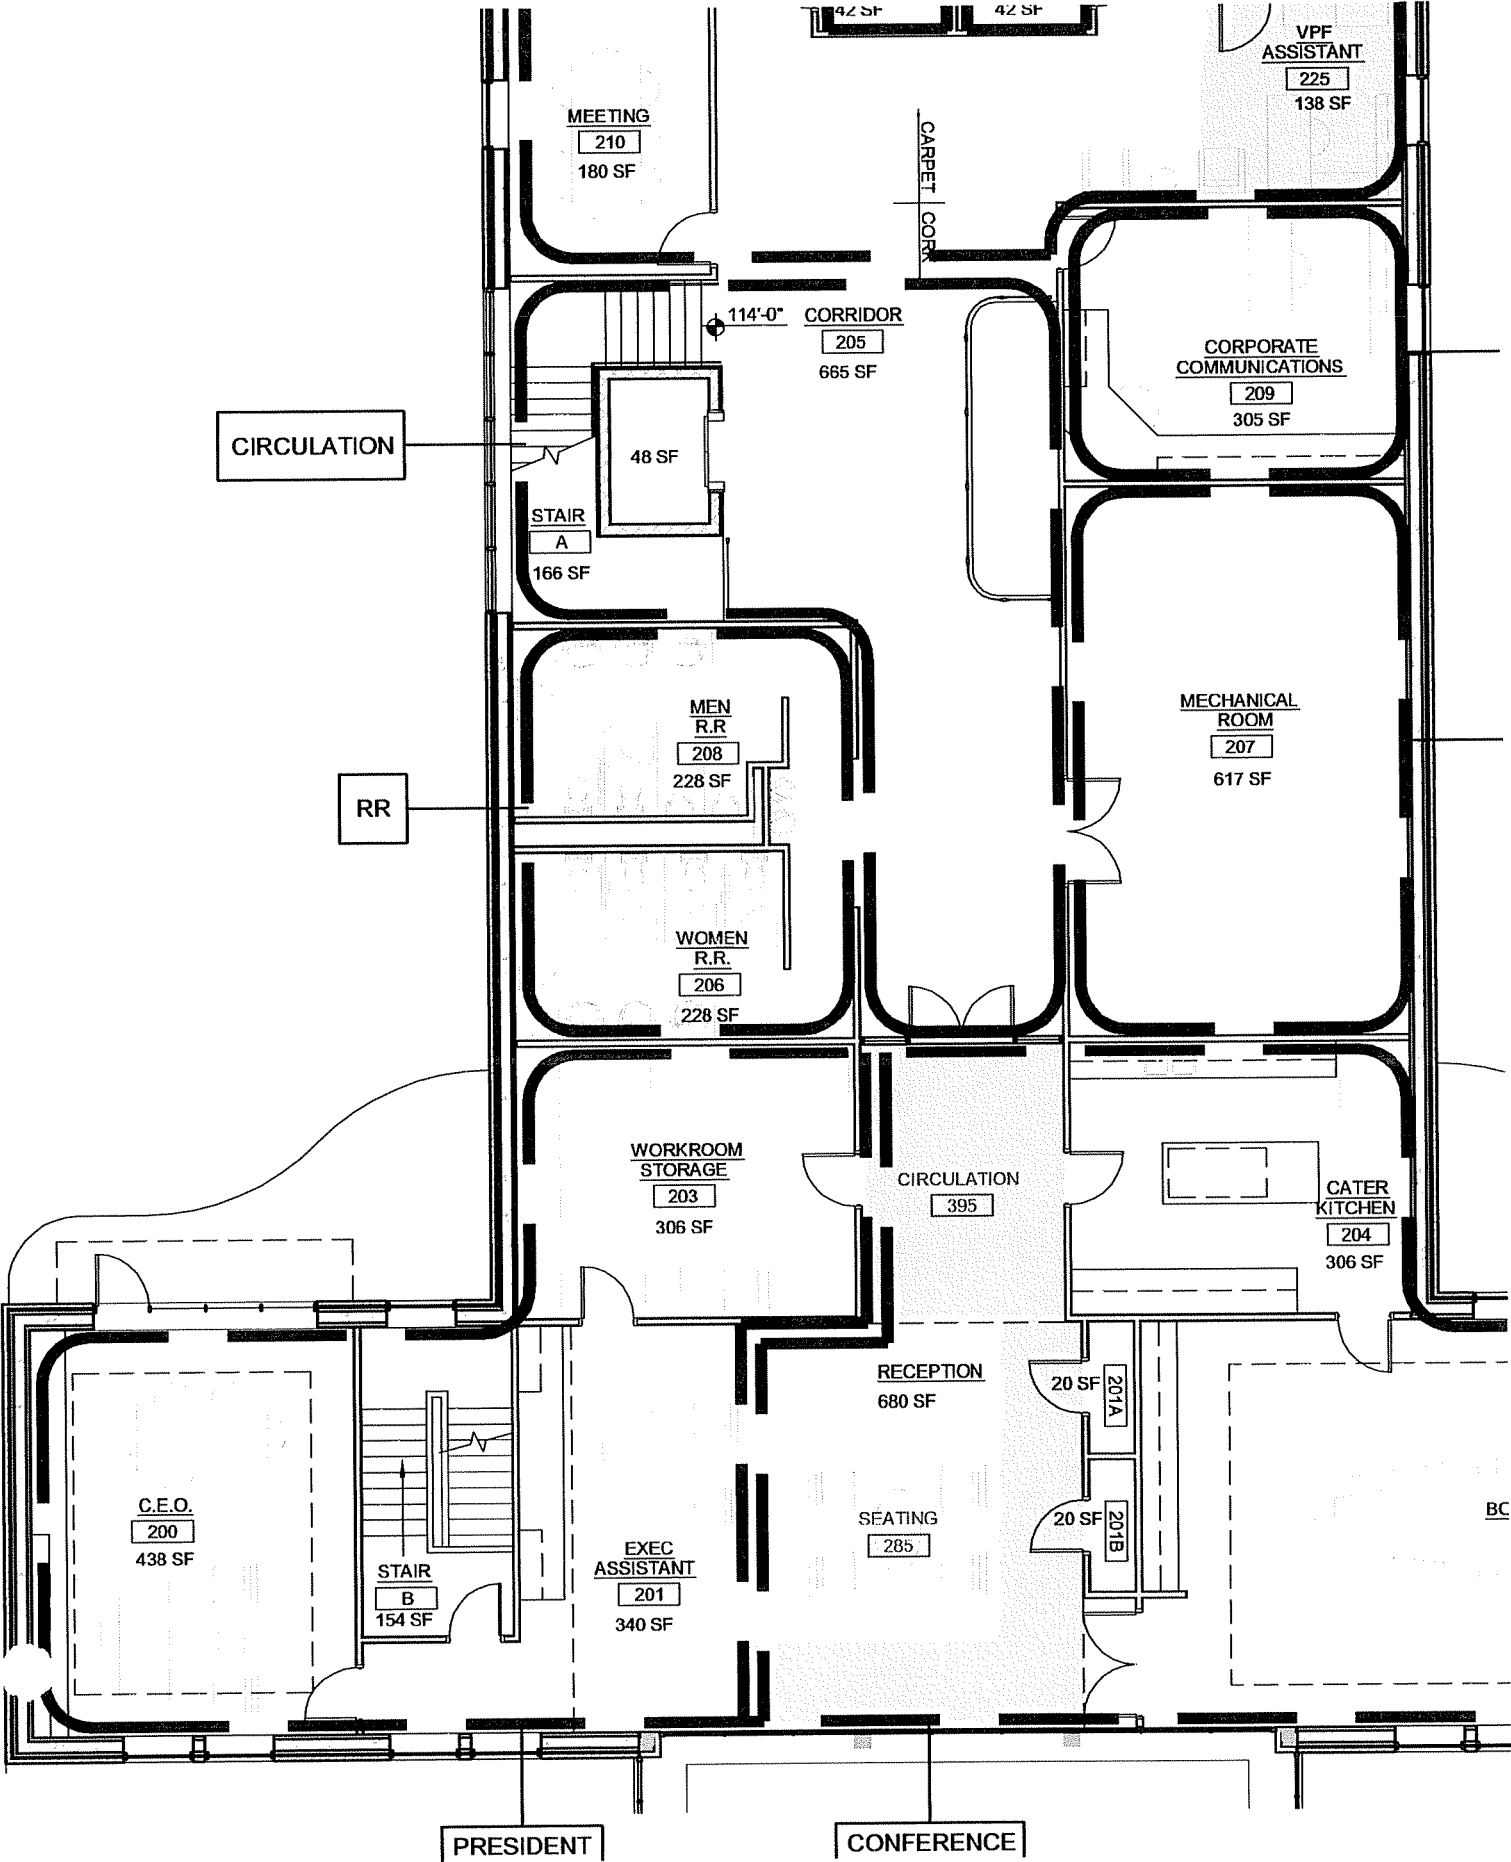 42 SF
42 SF
VPF
ASSISTANT
225
138 SF
MEETING
210
180 SF
CARPET
CORK
114'-0"
CORRIDOR
205
665 SF
CORPORATE
COMMUNICATIONS
209
305 SF
CIRCULATION
48 SF
STAIR
A
166 SF
MEN
R.R
208
228 SF
MECHANICAL
ROOM
207
617 SF
RR
WOMEN
R.R.
206
228 SF
WORKROOM
STORAGE
203
306 SF
CIRCULATION
395
CATER
KITCHEN
204
306 SF
RECEPTION
680 SF
20 SF
201A
C.E.O.
200
438 SF
STAIR
B
154 SF
EXEC
ASSISTANT
201
340 SF
SEATING
285
20 SF
201B
BC
PRESIDENT
CONFERENCE